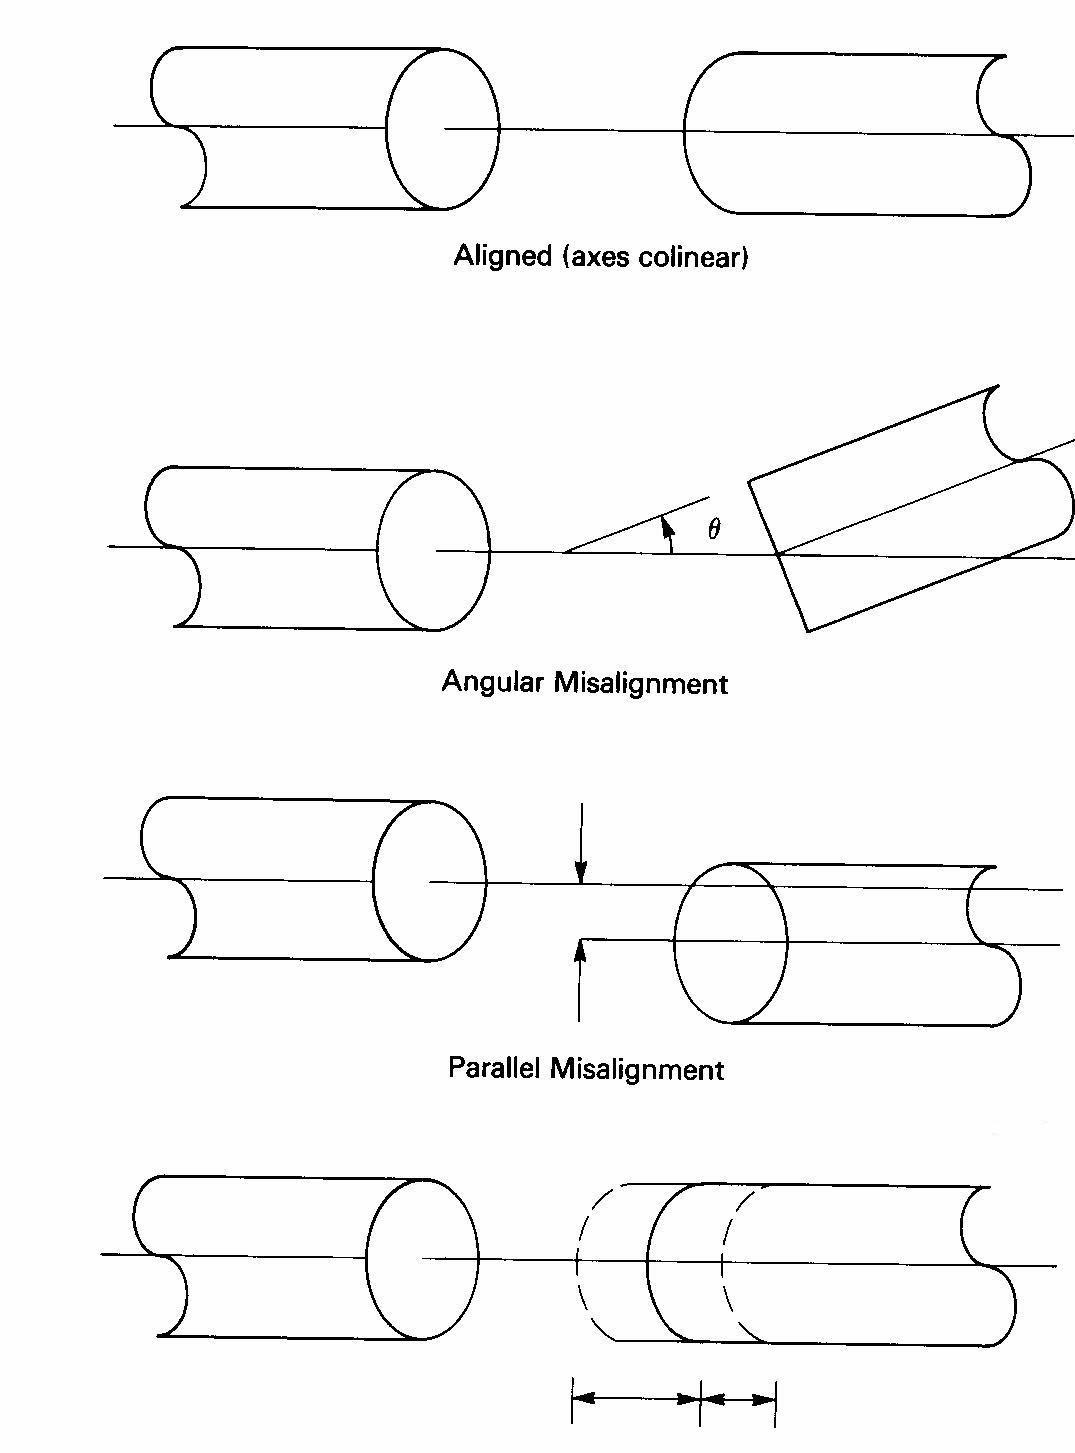 Aligned (axes colinear)
θ
Angular Misalignment
Parallel Misalignment